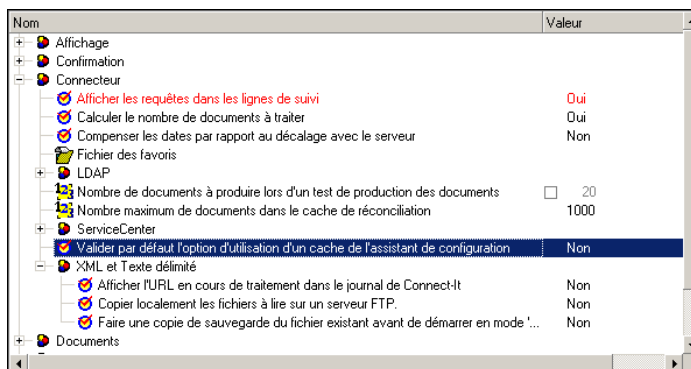 Nom Valeur
Affichage
Confirmation
Connecteur
Afficher les requêtes dans les lignes de suivi Oui
Calculer le nombre de documents à traiter Oui
Compenser les dates par rapport au décalage avec le serveur Non
Fichier des favoris
LDAP
Nombre de documents à produire lors d'un test de production des documents 20
Nombre maximum de documents dans le cache de réconciliation 1000
ServiceCenter
Valider par défaut l'option d'utilisation d'un cache de l'assistant de configuration Non
XML et Texte délimité
Afficher l'URL en cours de traitement dans le journal de Connect-It Non
Copier localement les fichiers à lire sur un serveur FTP. Non
Faire une copie de sauvegarde du fichier existant avant de démarrer en mode '... Non
Documents